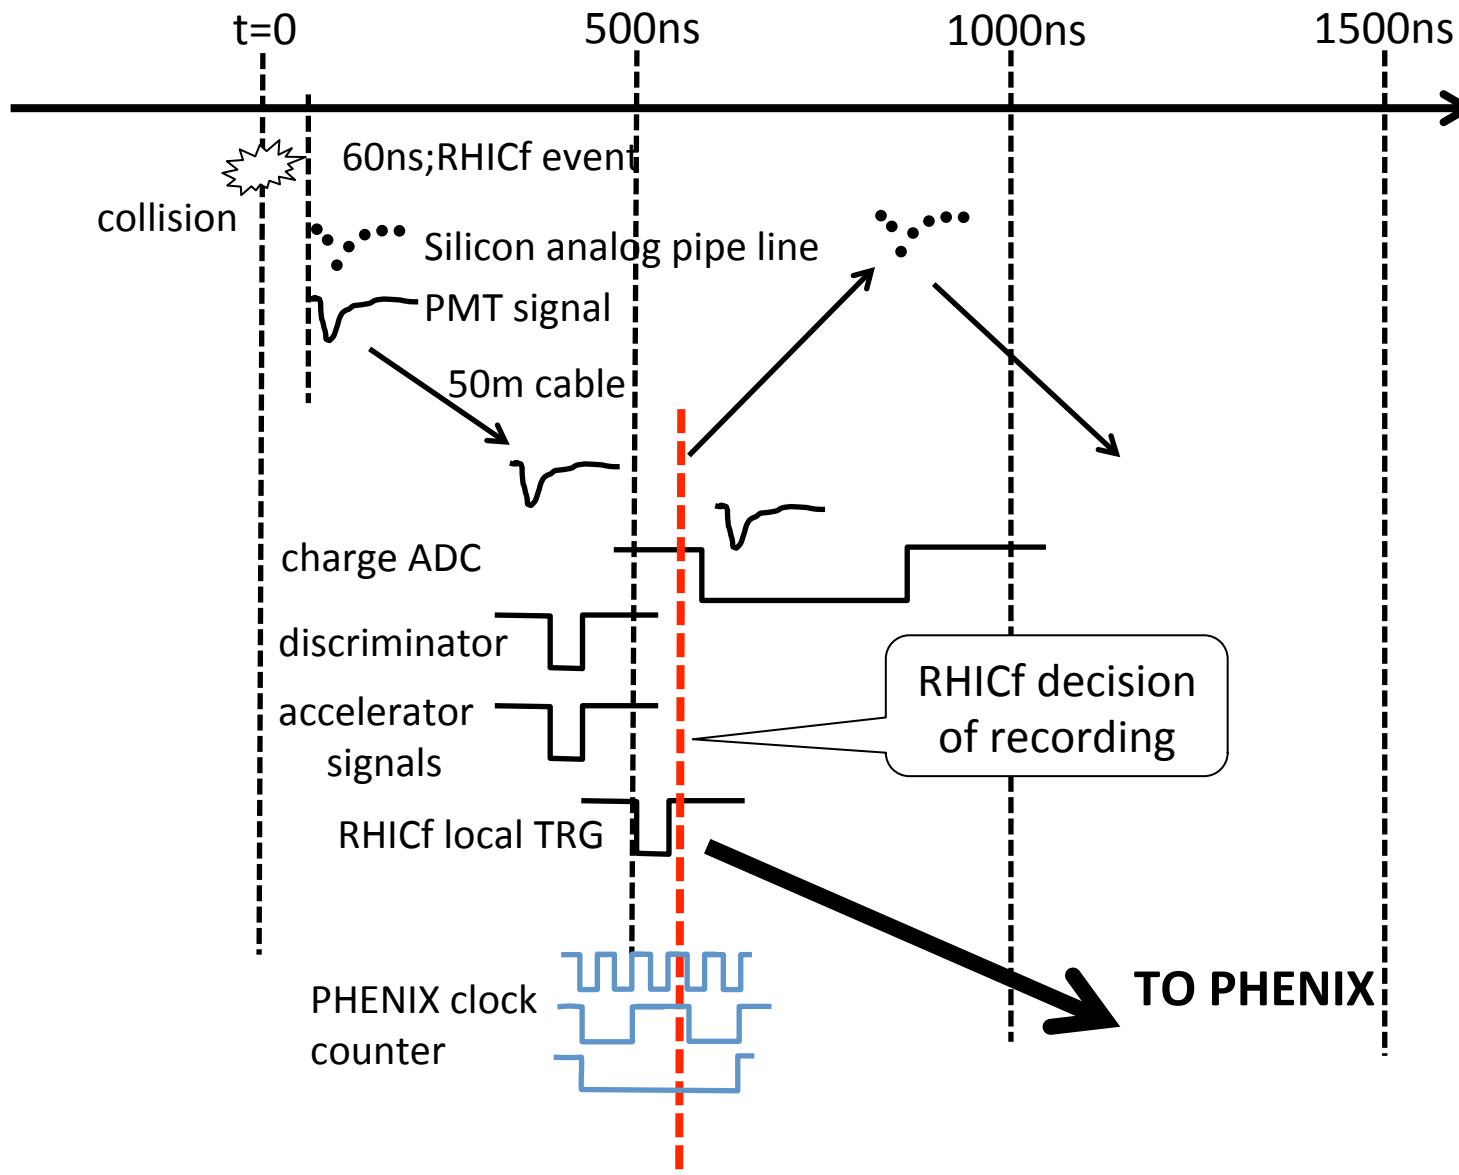 t=0
500ns
1000ns
1500ns
60ns;RHICf event
collision
Silicon analog pipe line
PMT signal
50m cable
charge ADC
discriminator
RHICf decision
of recording
accelerator
signals
RHICf local TRG
TO PHENIX
PHENIX clock
counter